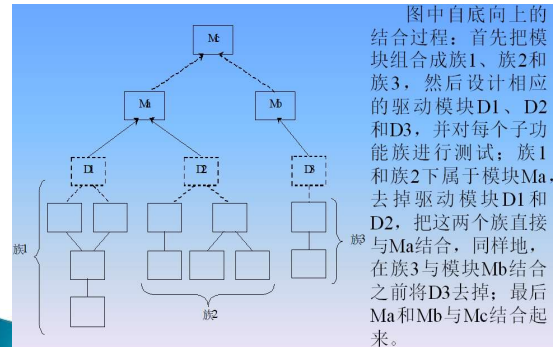 Mc
Ma
Mb
D1
D2
D3
族1
族2
族3
图中自底向上的
结合过程：首先把模
块组合成族1、族2和
族3，然后设计相应
的驱动模块D1、D2
和D3，并对每个子功
能族进行测试；族1
和族2下属于模块Ma，
去掉驱动模块D1和
D2，把这两个族直接
与Ma结合，同样地，
在族3与模块Mb结合
之前将D3去掉；最后
Ma和Mb与Mc结合起
来。